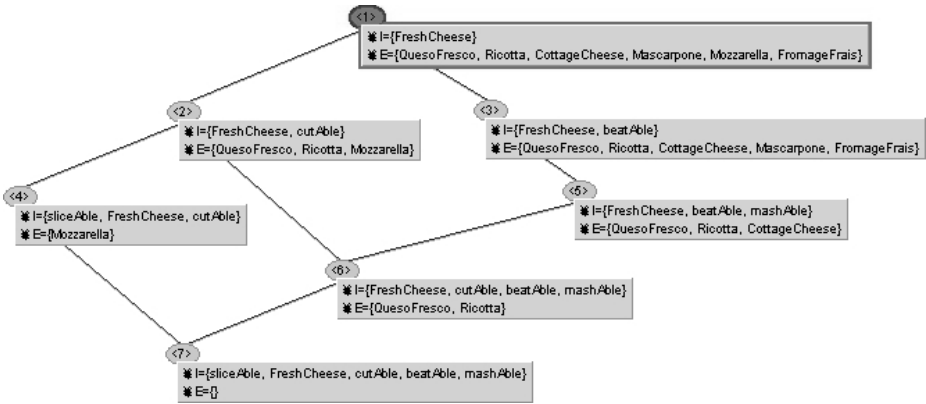 <1>
I={FreshCheese}
E={QuesoFresco, Ricotta, CottageCheese, Mascarpone, Mozzarella, FromageFrais}
<2>
I={FreshCheese, cutAble}
E={QuesoFresco, Ricotta, Mozzarella}
<3>
I={FreshCheese, beatAble}
E={QuesoFresco, Ricotta, CottageCheese, Mascarpone, FromageFrais}
<4>
I={sliceAble, FreshCheese, cutAble}
E={Mozzarella}
<5>
I={FreshCheese, beatAble, mashAble}
E={QuesoFresco, Ricotta, CottageCheese}
<6>
I={FreshCheese, cutAble, beatAble, mashAble}
E={QuesoFresco, Ricotta}
<7>
I={sliceAble, FreshCheese, cutAble, beatAble, mashAble}
E={}